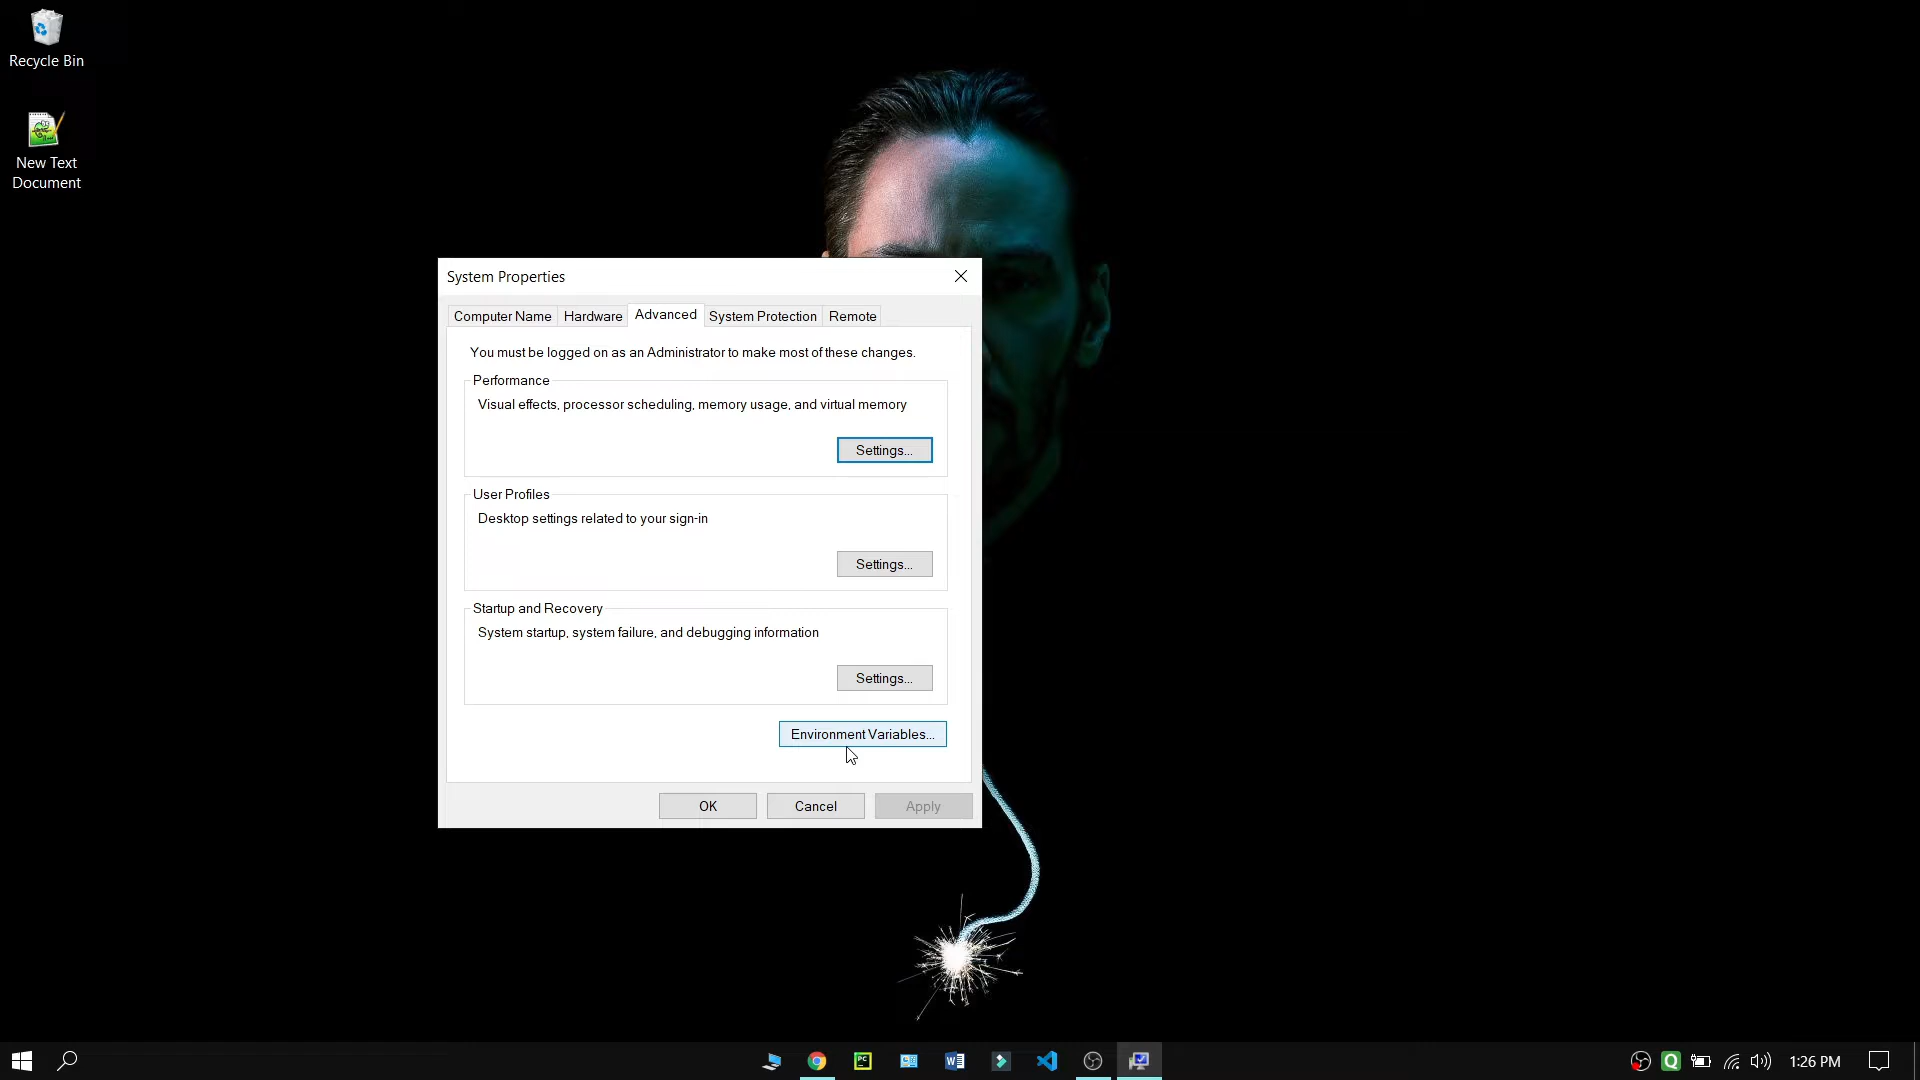 Recycle Bin
New Text
Document
System Properties
Computer Name
Hardware
Advanced
System Protection
Remote
You must be logged on as an Administrator to make most of these changes.
Performance
Visual effects, processor scheduling, memory usage, and virtual memory
Settings...
User Profiles
Desktop settings related to your sign-in
Settings...
Startup and Recovery
System startup, system failure, and debugging information
Settings...
Environment Variables...
OK
Cancel
Apply
PC
W
Q
1:26 PM